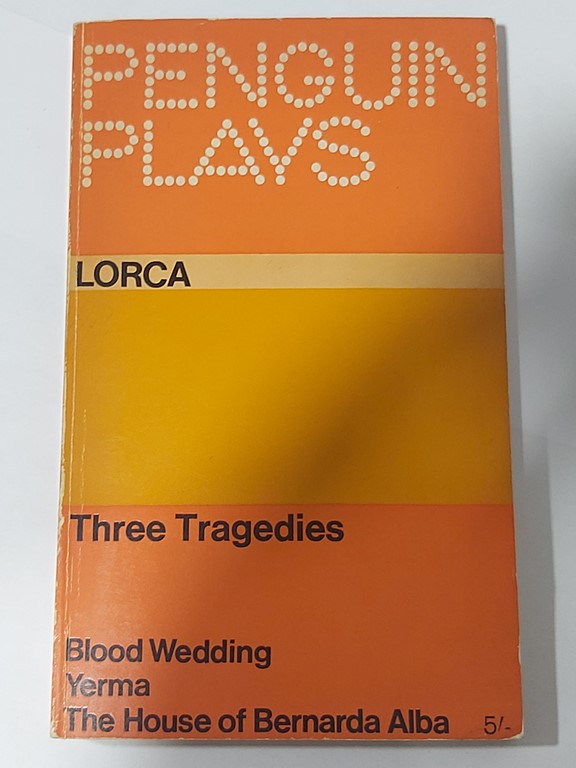 PENGUIN
PLAYS
LORCA
Three Tragedies
Blood Wedding
Yerma
The House of Bernarda Alba 5/-